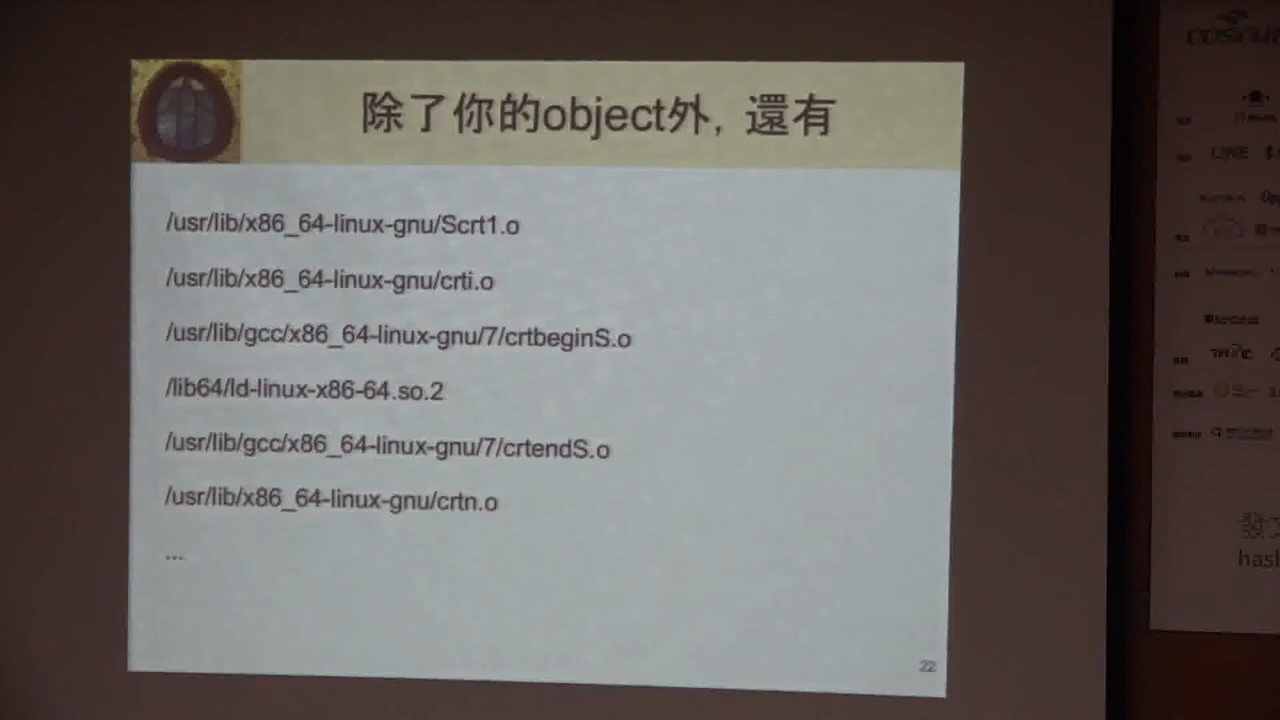 除了你的object外，還有
/usr/lib/x86_64-linux-gnu/Scrt1.o
/usr/lib/x86_64-linux-gnu/crti.o
/usr/lib/gcc/x86_64-linux-gnu/7/crtbeginS.o
/lib64/ld-linux-x86-64.so.2
/usr/lib/gcc/x86_64-linux-gnu/7/crtendS.o
/usr/lib/x86_64-linux-gnu/crtn.o
...
22
LINE